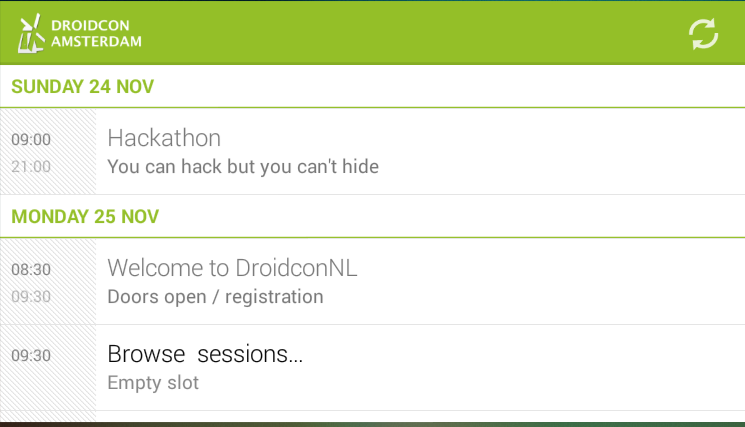 DROIDCON
AMSTERDAM
SUNDAY 24 NOV
09:00
Hackathon
21:00
You can hack but you can't hide
MONDAY 25 NOV
08:30
Welcome to DroidconNL
09:30
Doors open / registration
09:30
Browse  sessions...
Empty slot